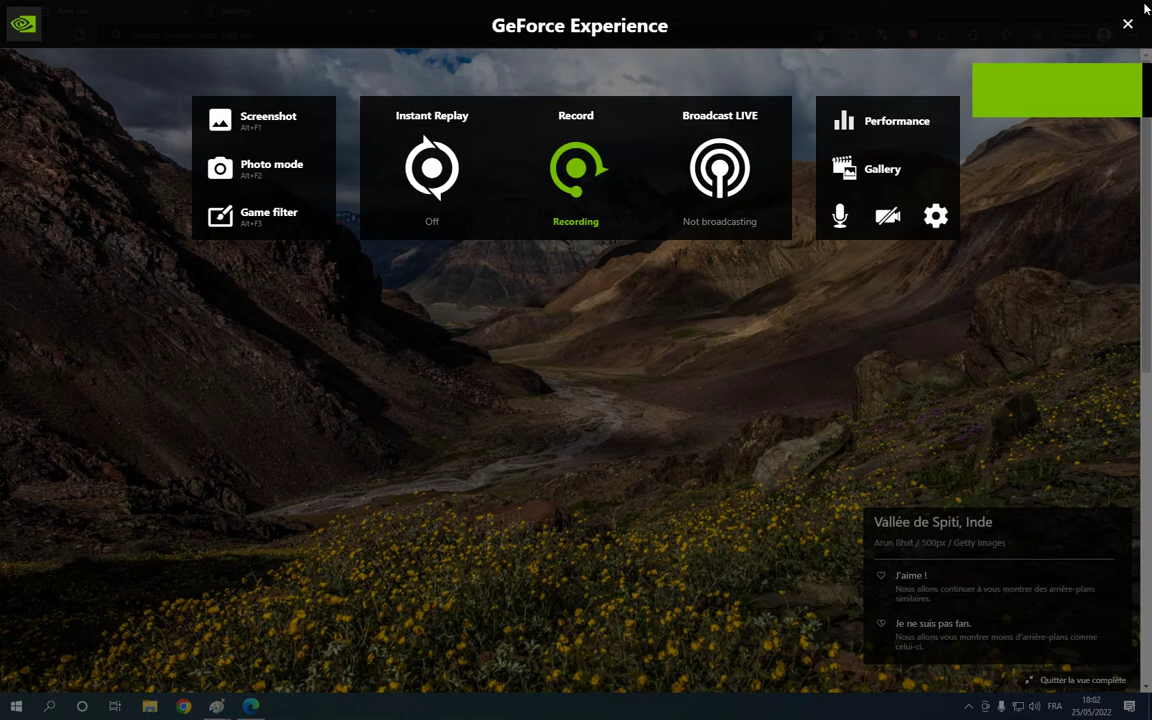 Settings
GeForce Experience
Screenshot
Alt+F1
Photo mode
Alt+F2
Game filter
Alt+F3
Instant Replay
Off
Record
Recording
Broadcast LIVE
Not broadcasting
Performance
Gallery
Vallée de Spiti, Inde
Arun Bhat / 500px / Getty Images
J'aime !
Nous allons continuer à vous montrer des arrière-plans
similaires.
Je ne suis pas fan.
Nous allons vous montrer moins d'arrière-plans comme
celui-ci.
Quitter la vue complète
FRA
18:02
25/05/2022